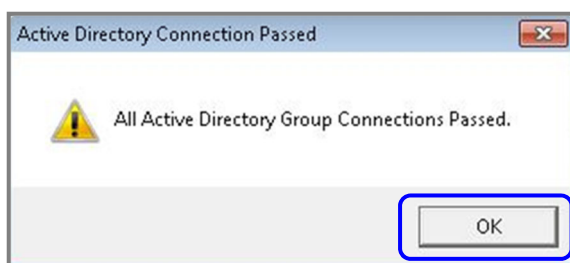 Active Directory Connection Passed
All Active Directory Group Connections Passed.
OK